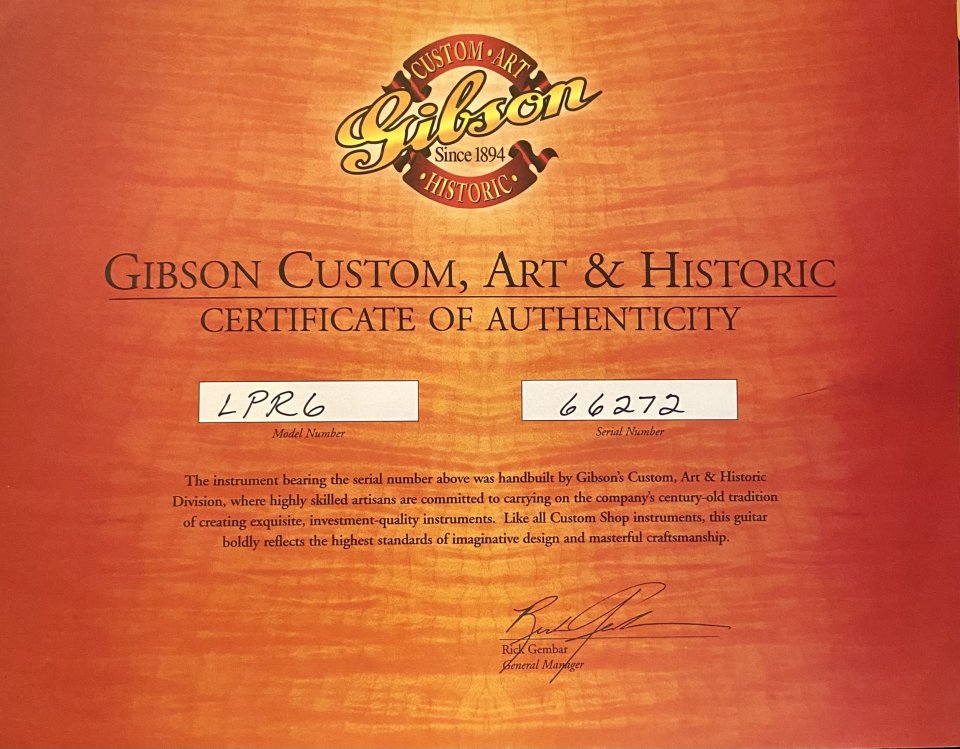 CUSTOM · ART
Gibson
Since 1894
· HISTORIC ·
GIBSON CUSTOM, ART & HISTORIC
CERTIFICATE OF AUTHENTICITY
LPR6 66272
Model Number Serial Number
The instrument bearing the serial number above was handbuilt by Gibson's Custom, Art & Historic
Division, where highly skilled artisans are committed to carrying on the company's century-old tradition
of creating exquisite, investment-quality instruments. Like all Custom Shop instruments, this guitar
boldly reflects the highest standards of imaginative design and masterful craftsmanship.
Rick Gembar
General Manager